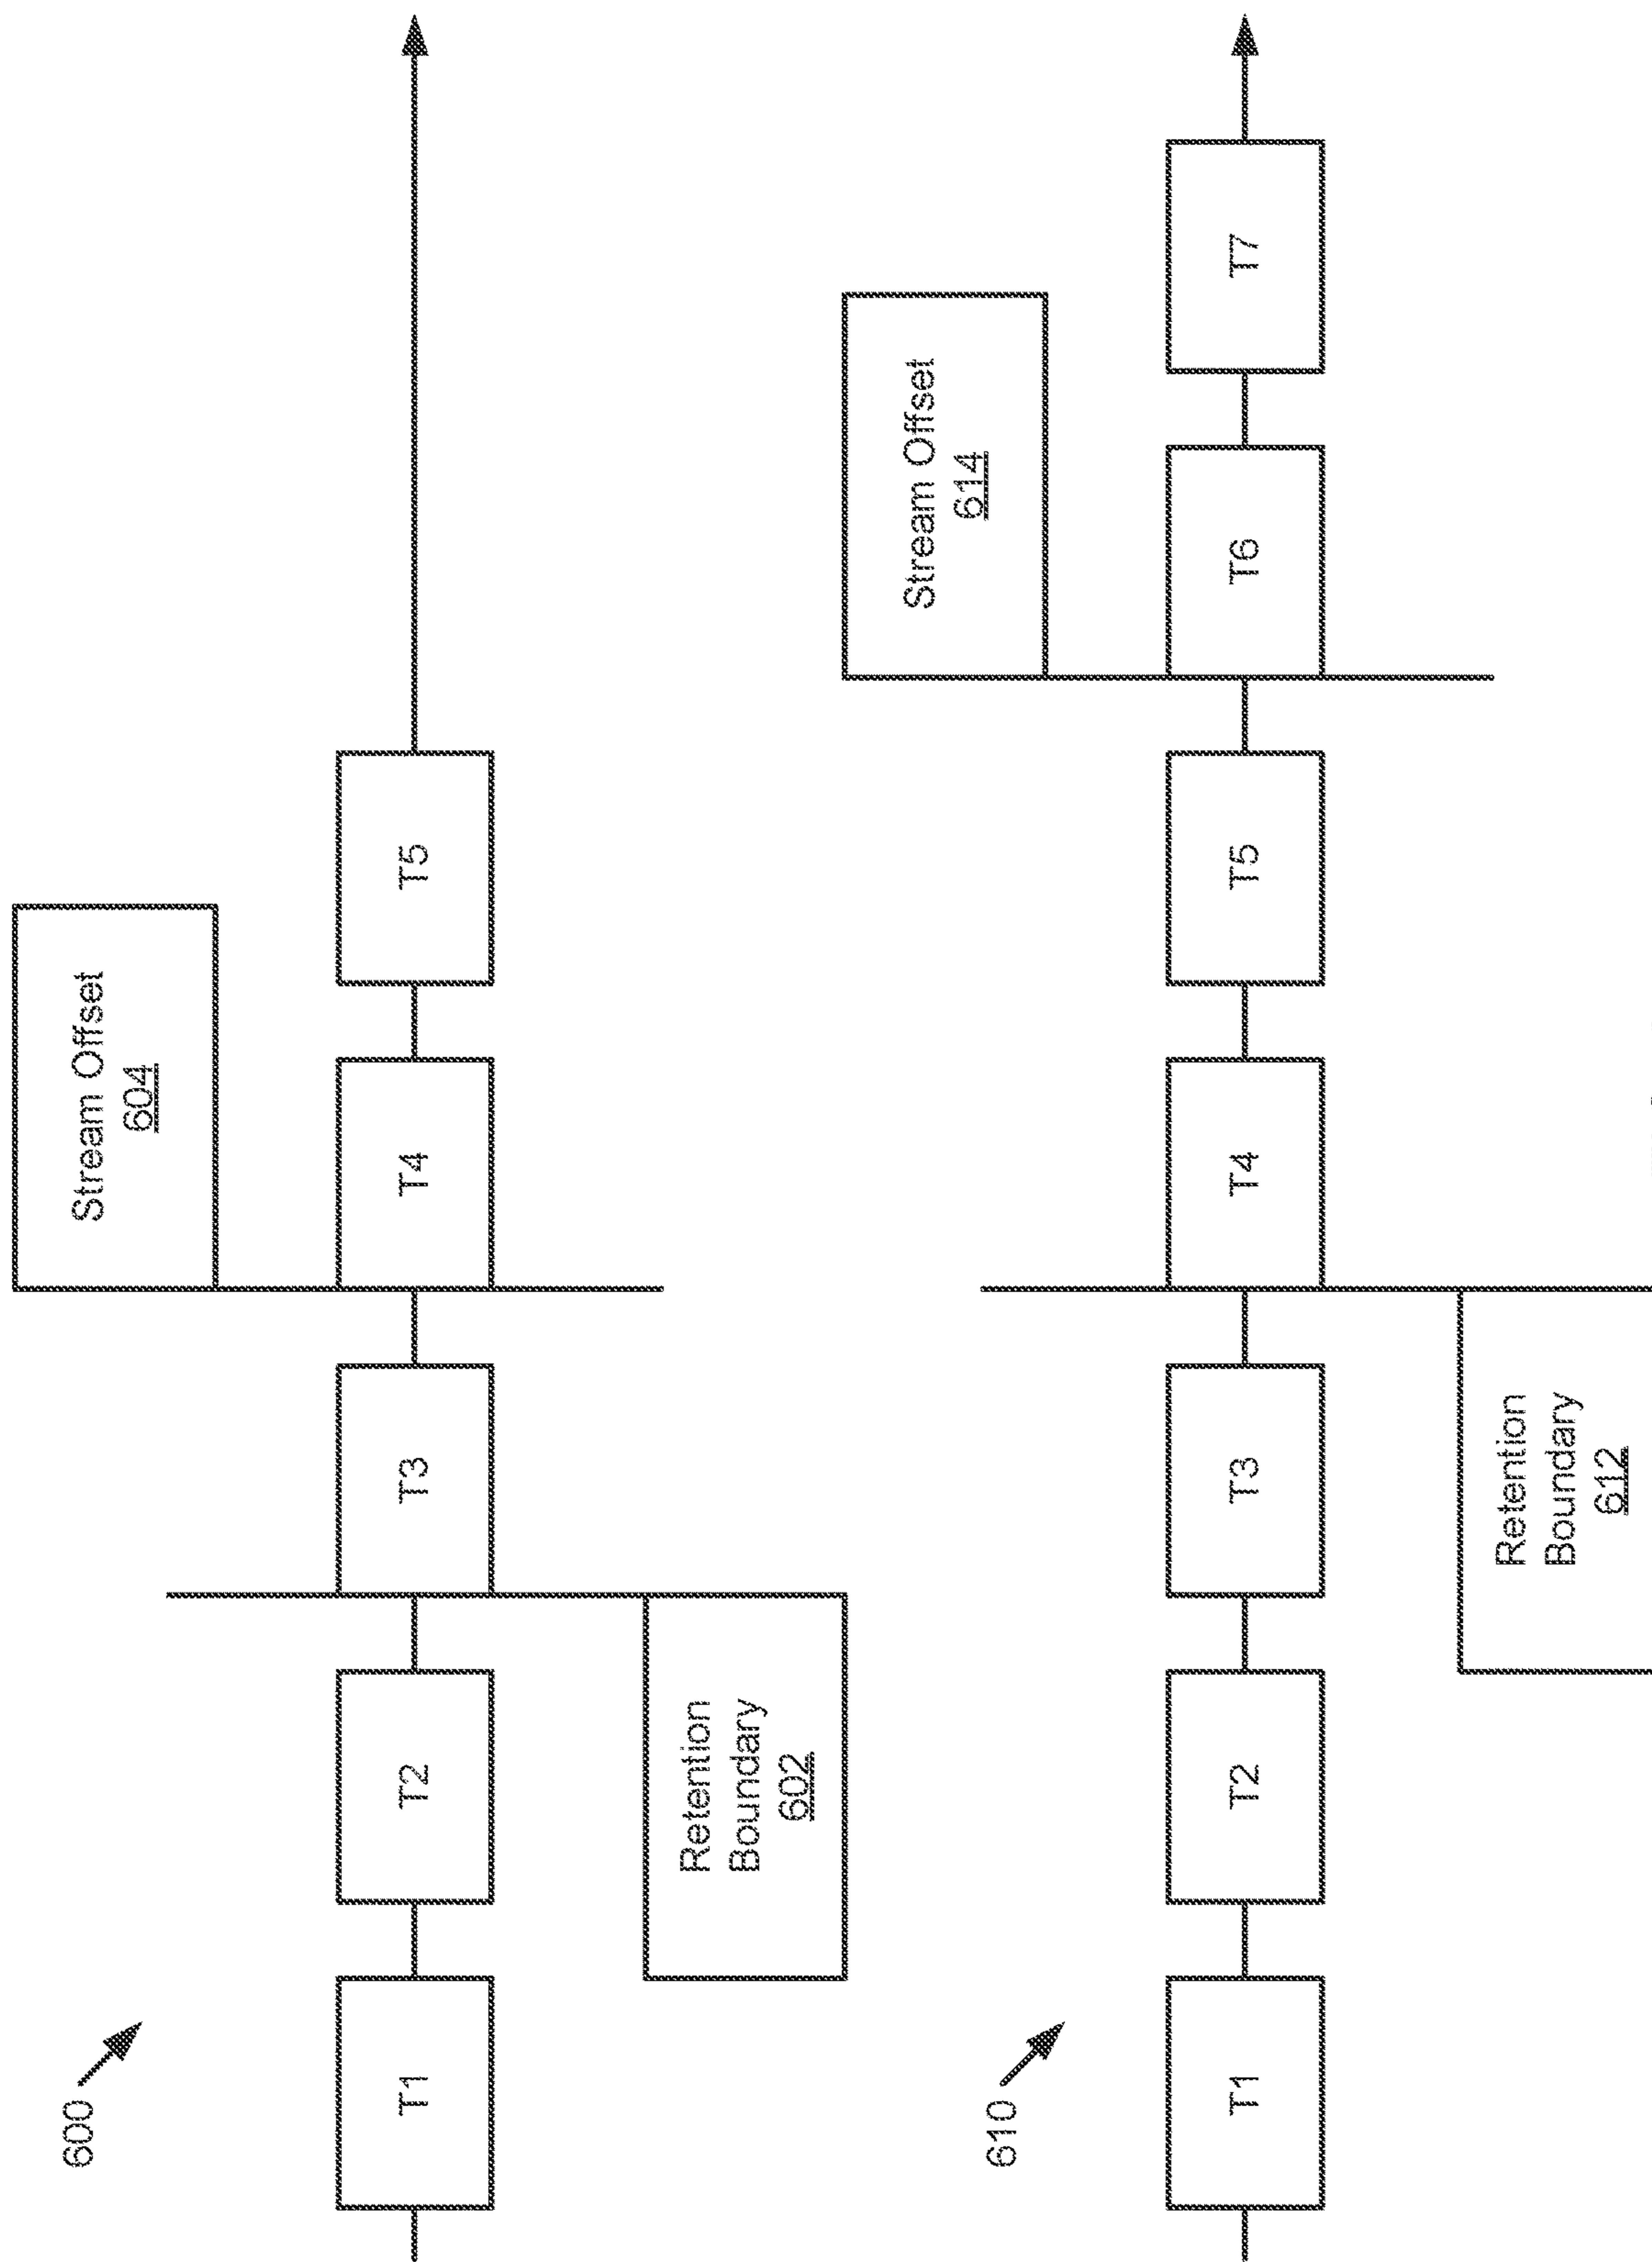 600
Stream Offset
604
T1
T2
T3
T4
T5
Retention
Boundary
602
610
Stream Offset
614
T1
T2
T3
T4
T5
T6
T7
Retention
Boundary
612